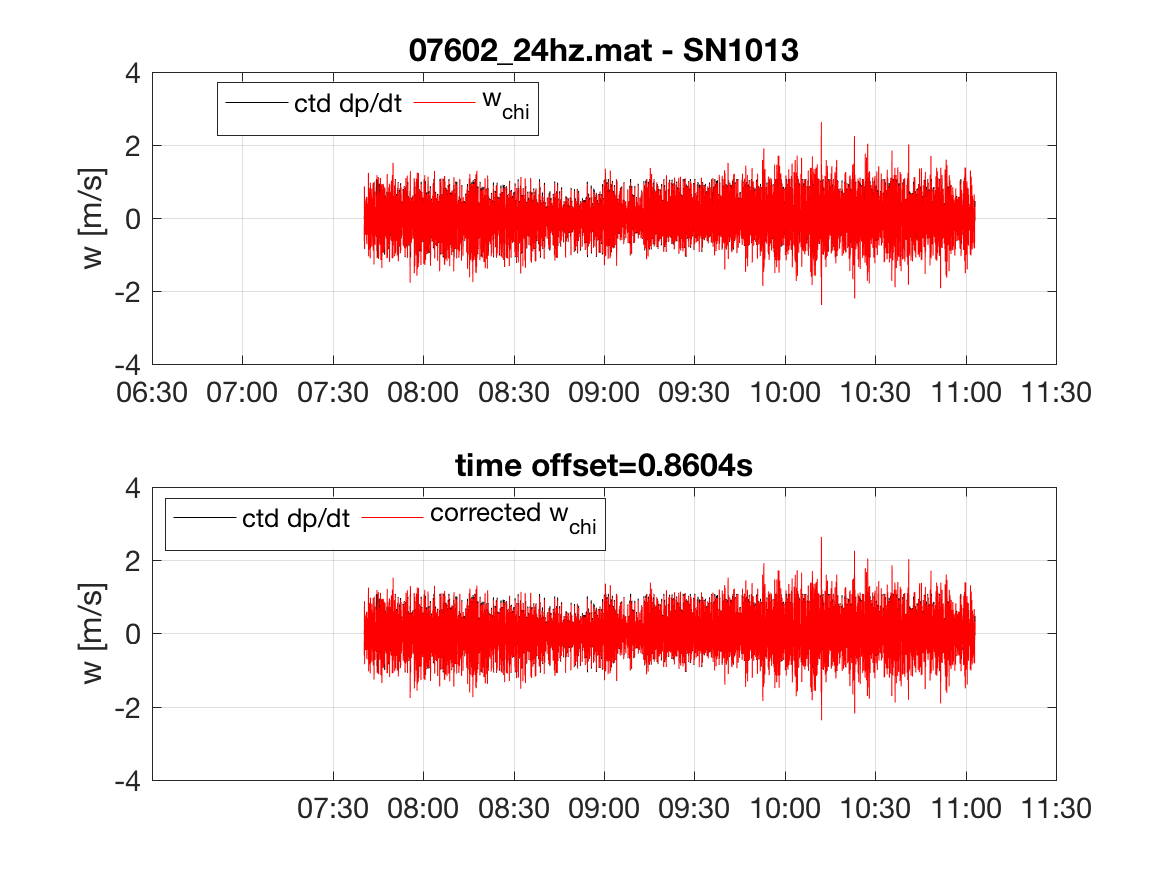 07602_24hz.mat - SN1013
4
ctd dp/dt w_chi
2
0
-2
-4
w [m/s]
06:30 07:00 07:30 08:00 08:30 09:00 09:30 10:00 10:30 11:00 11:30
time offset=0.8604s
4
ctd dp/dt corrected w_chi
2
0
-2
-4
w [m/s]
07:30 08:00 08:30 09:00 09:30 10:00 10:30 11:00 11:30